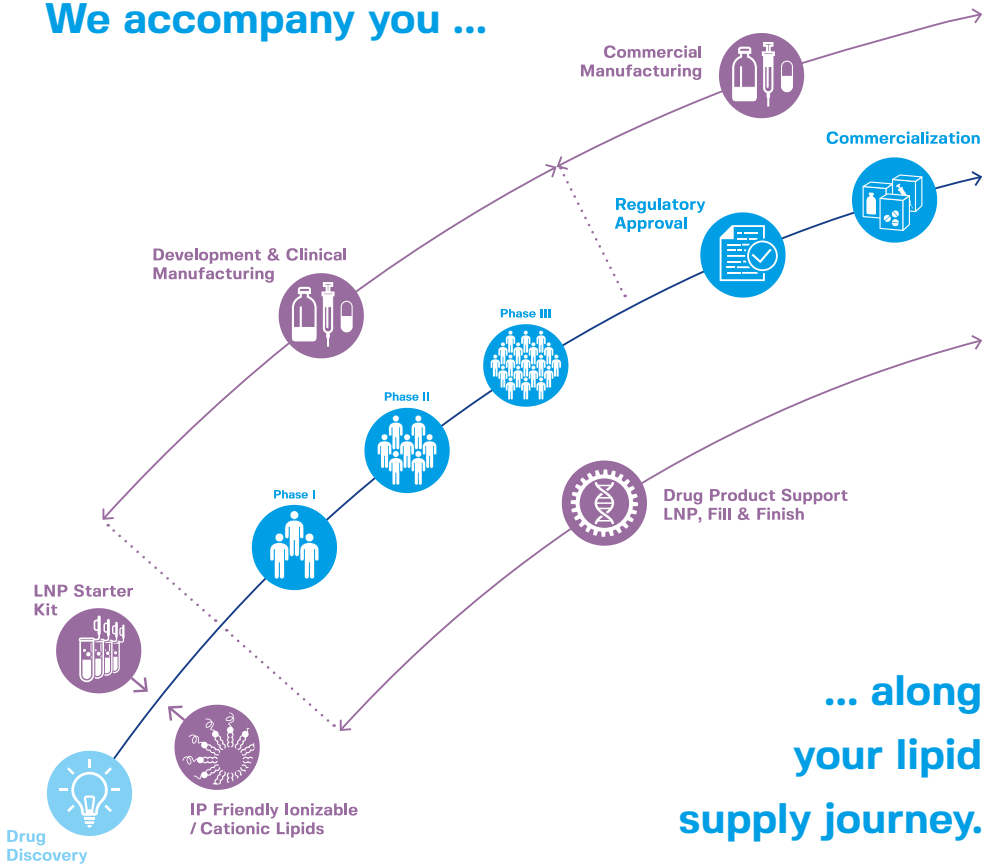 We accompany you ...
Commercial
Manufacturing
Commercialization
Regulatory
Approval
Development & Clinical
Manufacturing
Phase III
Phase II
Phase I
Drug Product Support
LNP, Fill & Finish
LNP Starter
Kit
IP Friendly Ionizable
/ Cationic Lipids
Drug
Discovery
... along
your lipid
supply journey.